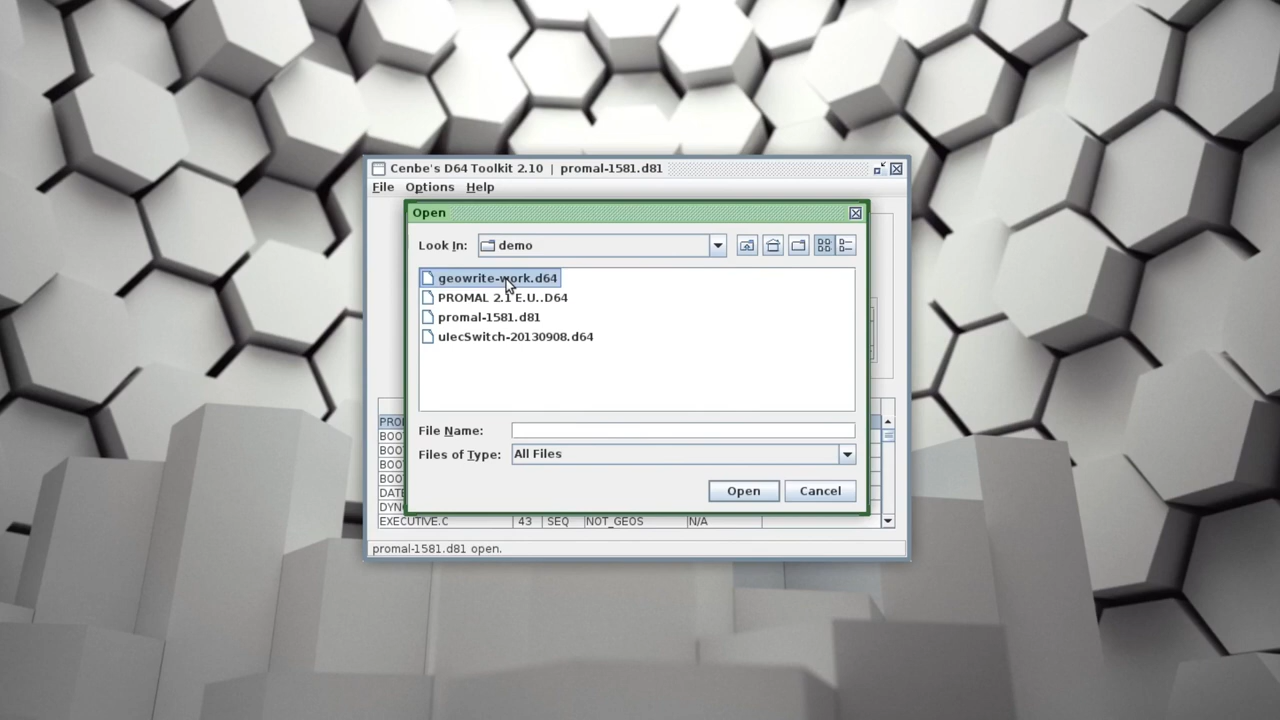 Cenbe's D64 Toolkit 2.10 | promal-1581.d81
File Options Help
Open
Look In: demo
geowrite-work.d64
PROMAL 2.1 E.U..D64
promal-1581.d81
ulecSwitch-20130908.d64
File Name:
Files of Type: All Files
Open Cancel
PRO
BOO
BOO
BOO
BOO
DATE
DYN
EXECUTIVE.C 43 SEQ NOT_GEOS N/A
promal-1581.d81 open.